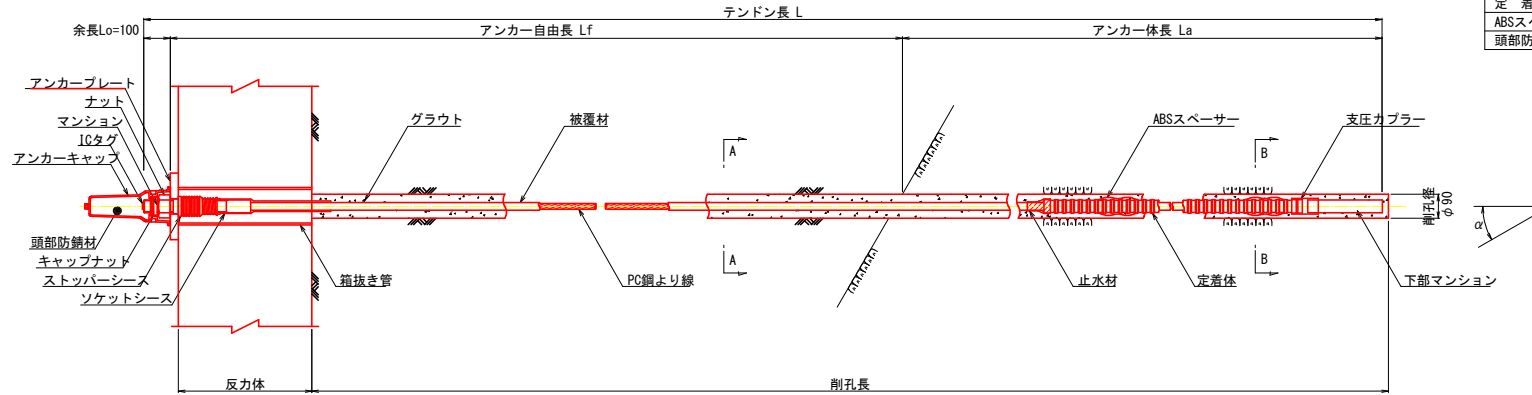 テンドン長 L
定 着
余長Lo=100
アンカー自由長 Lf
アンカー体長 La
ABSスペ
頭部防
アンカープレート
ナット
マンション
ICタグ
アンカーキャップ
グラウト
被覆材
A
ABSスペーサー
B
支圧カプラー
削孔径
φ90
α
頭部防錆材
キャップナット
ストッパーシース
ソケットシース
箱抜き管
PC鋼より線
A
止水材
定着体
B
下部マンション
反力体
削孔長